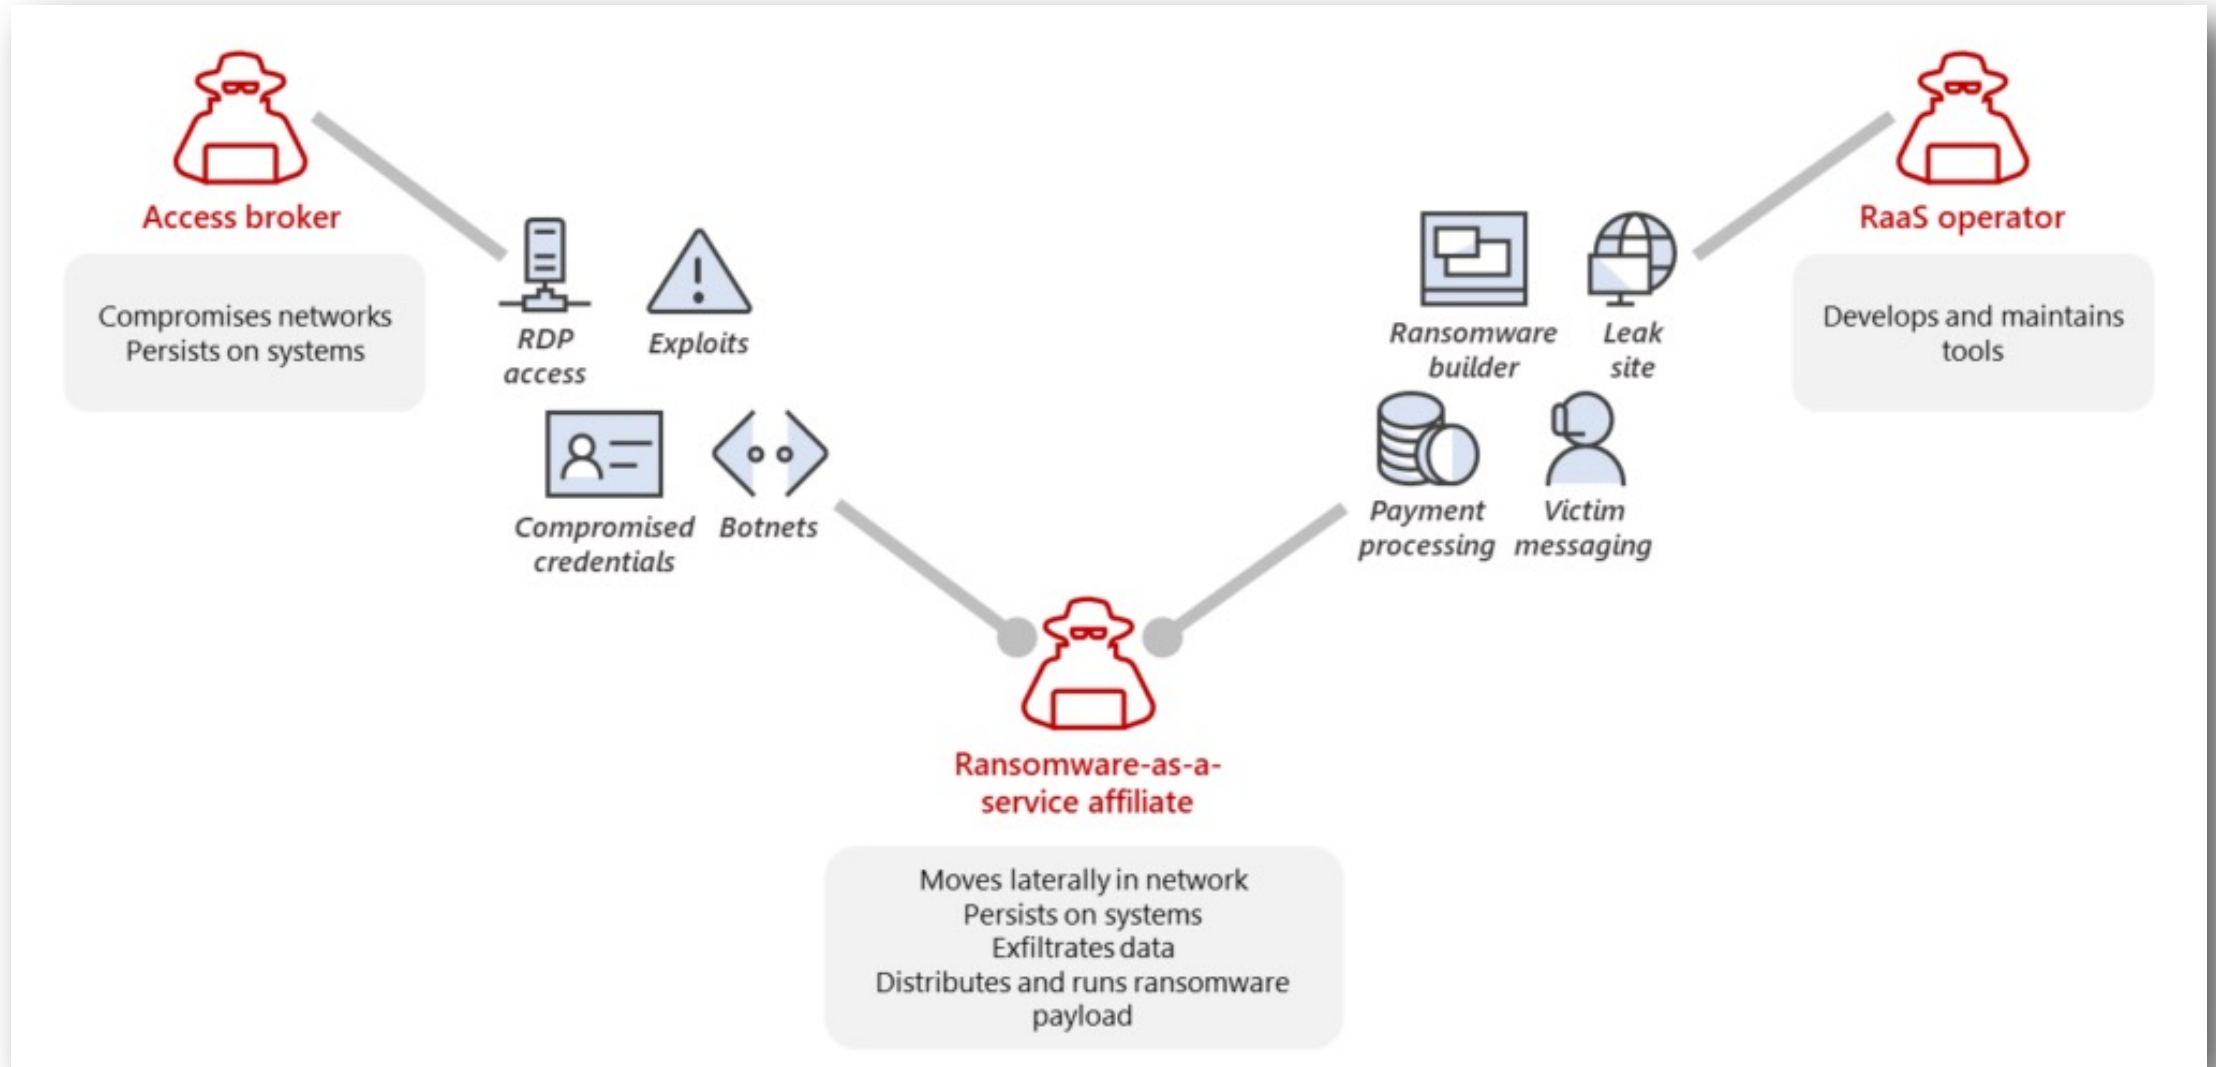 Access broker
Compromises networks
Persists on systems
RDP
access
Exploits
Compromised
credentials
Botnets
RaaS operator
Develops and maintains
tools
Ransomware
builder
Leak
site
Payment
processing
Victim
messaging
Ransomware-as-a-
service affiliate
Moves laterally in network
Persists on systems
Exfiltrates data
Distributes and runs ransomware
payload